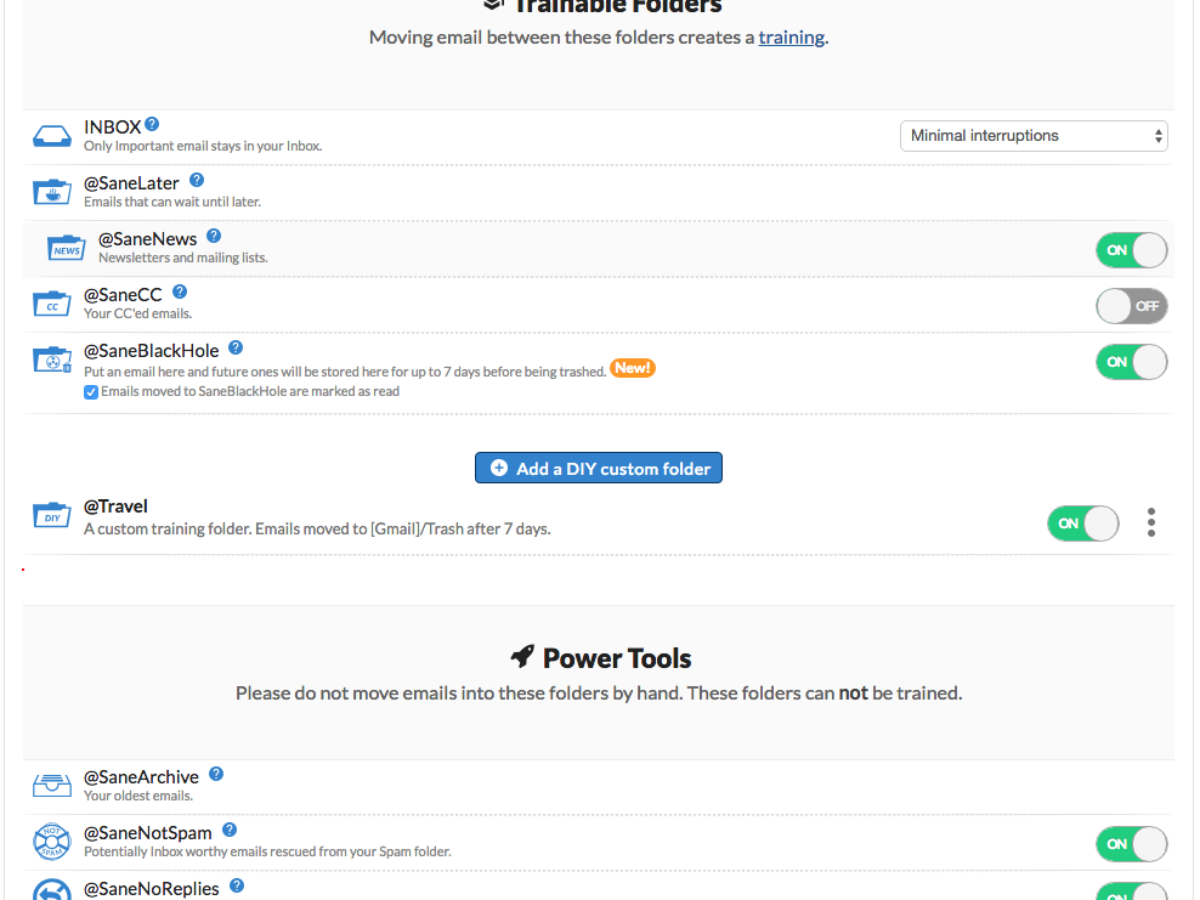 Trainable Folders
Moving email between these folders creates a training.
INBOX ?
Only Important email stays in your Inbox.
Minimal interruptions
@SaneLater ?
Emails that can wait until later.
NEWS
@SaneNews ?
Newsletters and mailing lists.
ON
CC
@SaneCC ?
Your CC'ed emails.
OFF
@SaneBlackHole ?
Put an email here and future ones will be stored here for up to 7 days before being trashed. New!
Emails moved to SaneBlackHole are marked as read
ON
Add a DIY custom folder
DIY
@Travel
A custom training folder. Emails moved to [Gmail]/Trash after 7 days.
ON
Power Tools
Please do not move emails into these folders by hand. These folders can not be trained.
@SaneArchive ?
Your oldest emails.
NOT SPAM
@SaneNotSpam ?
Potentially Inbox worthy emails rescued from your Spam folder.
ON
@SaneNoReplies ?
ON